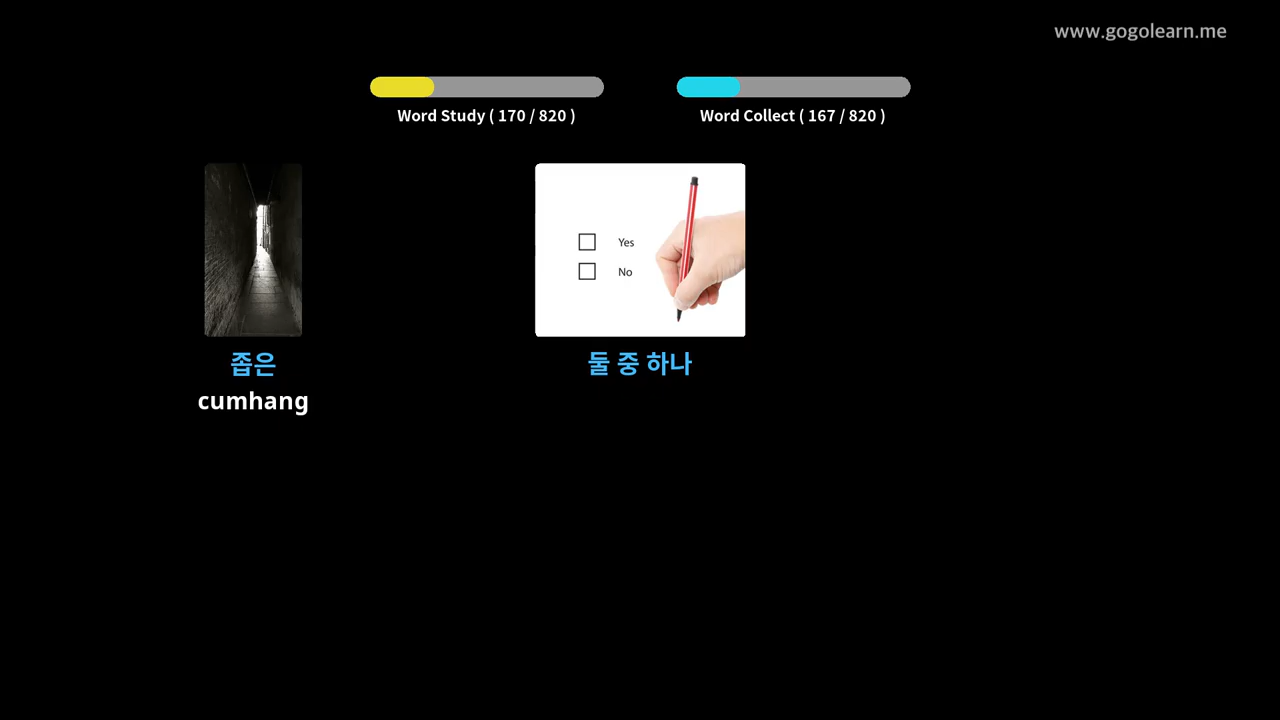 www.gogolearn.me
Word Study ( 170 / 820 )
Word Collect ( 167 / 820 )
Yes
No
좁은
둘 중 하나
cumhang